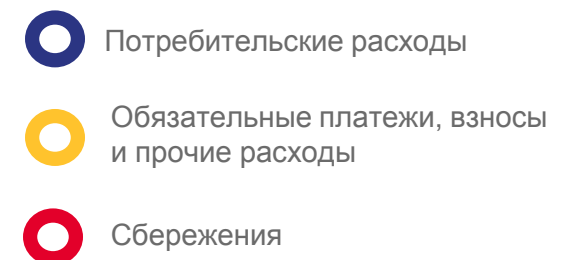 Потребительские расходы
Обязательные платежи, взносы
и прочие расходы
Сбережения